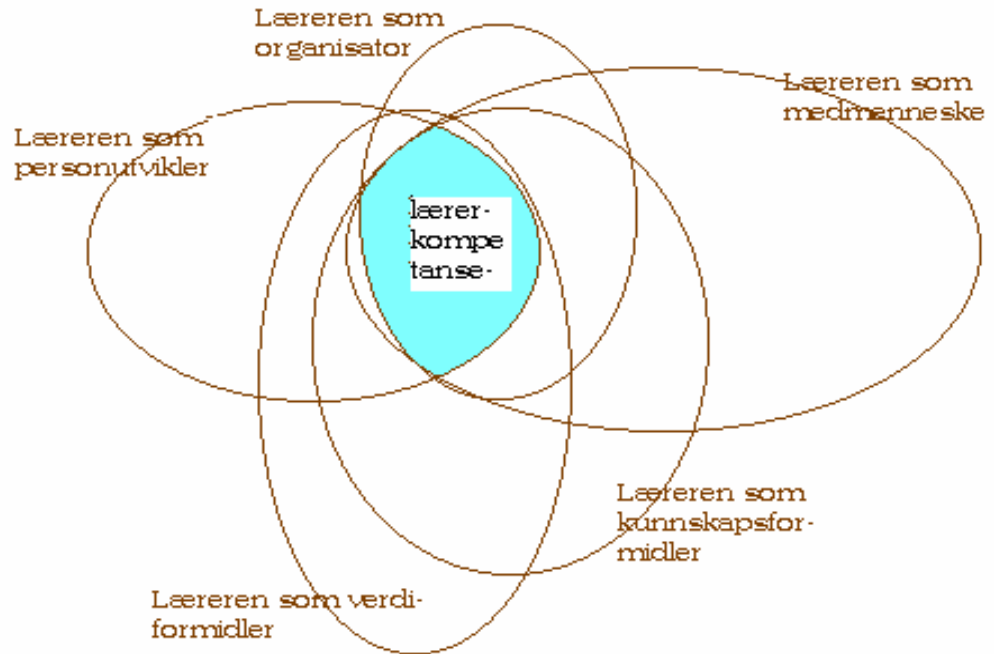 Læreren som
organisator
Læreren som
medmenneske
Læreren som
personutvikler
lærer-
kompe
tanse-
Læreren som
kunnskapsfor-
midler
Læreren som verdi-
formidler